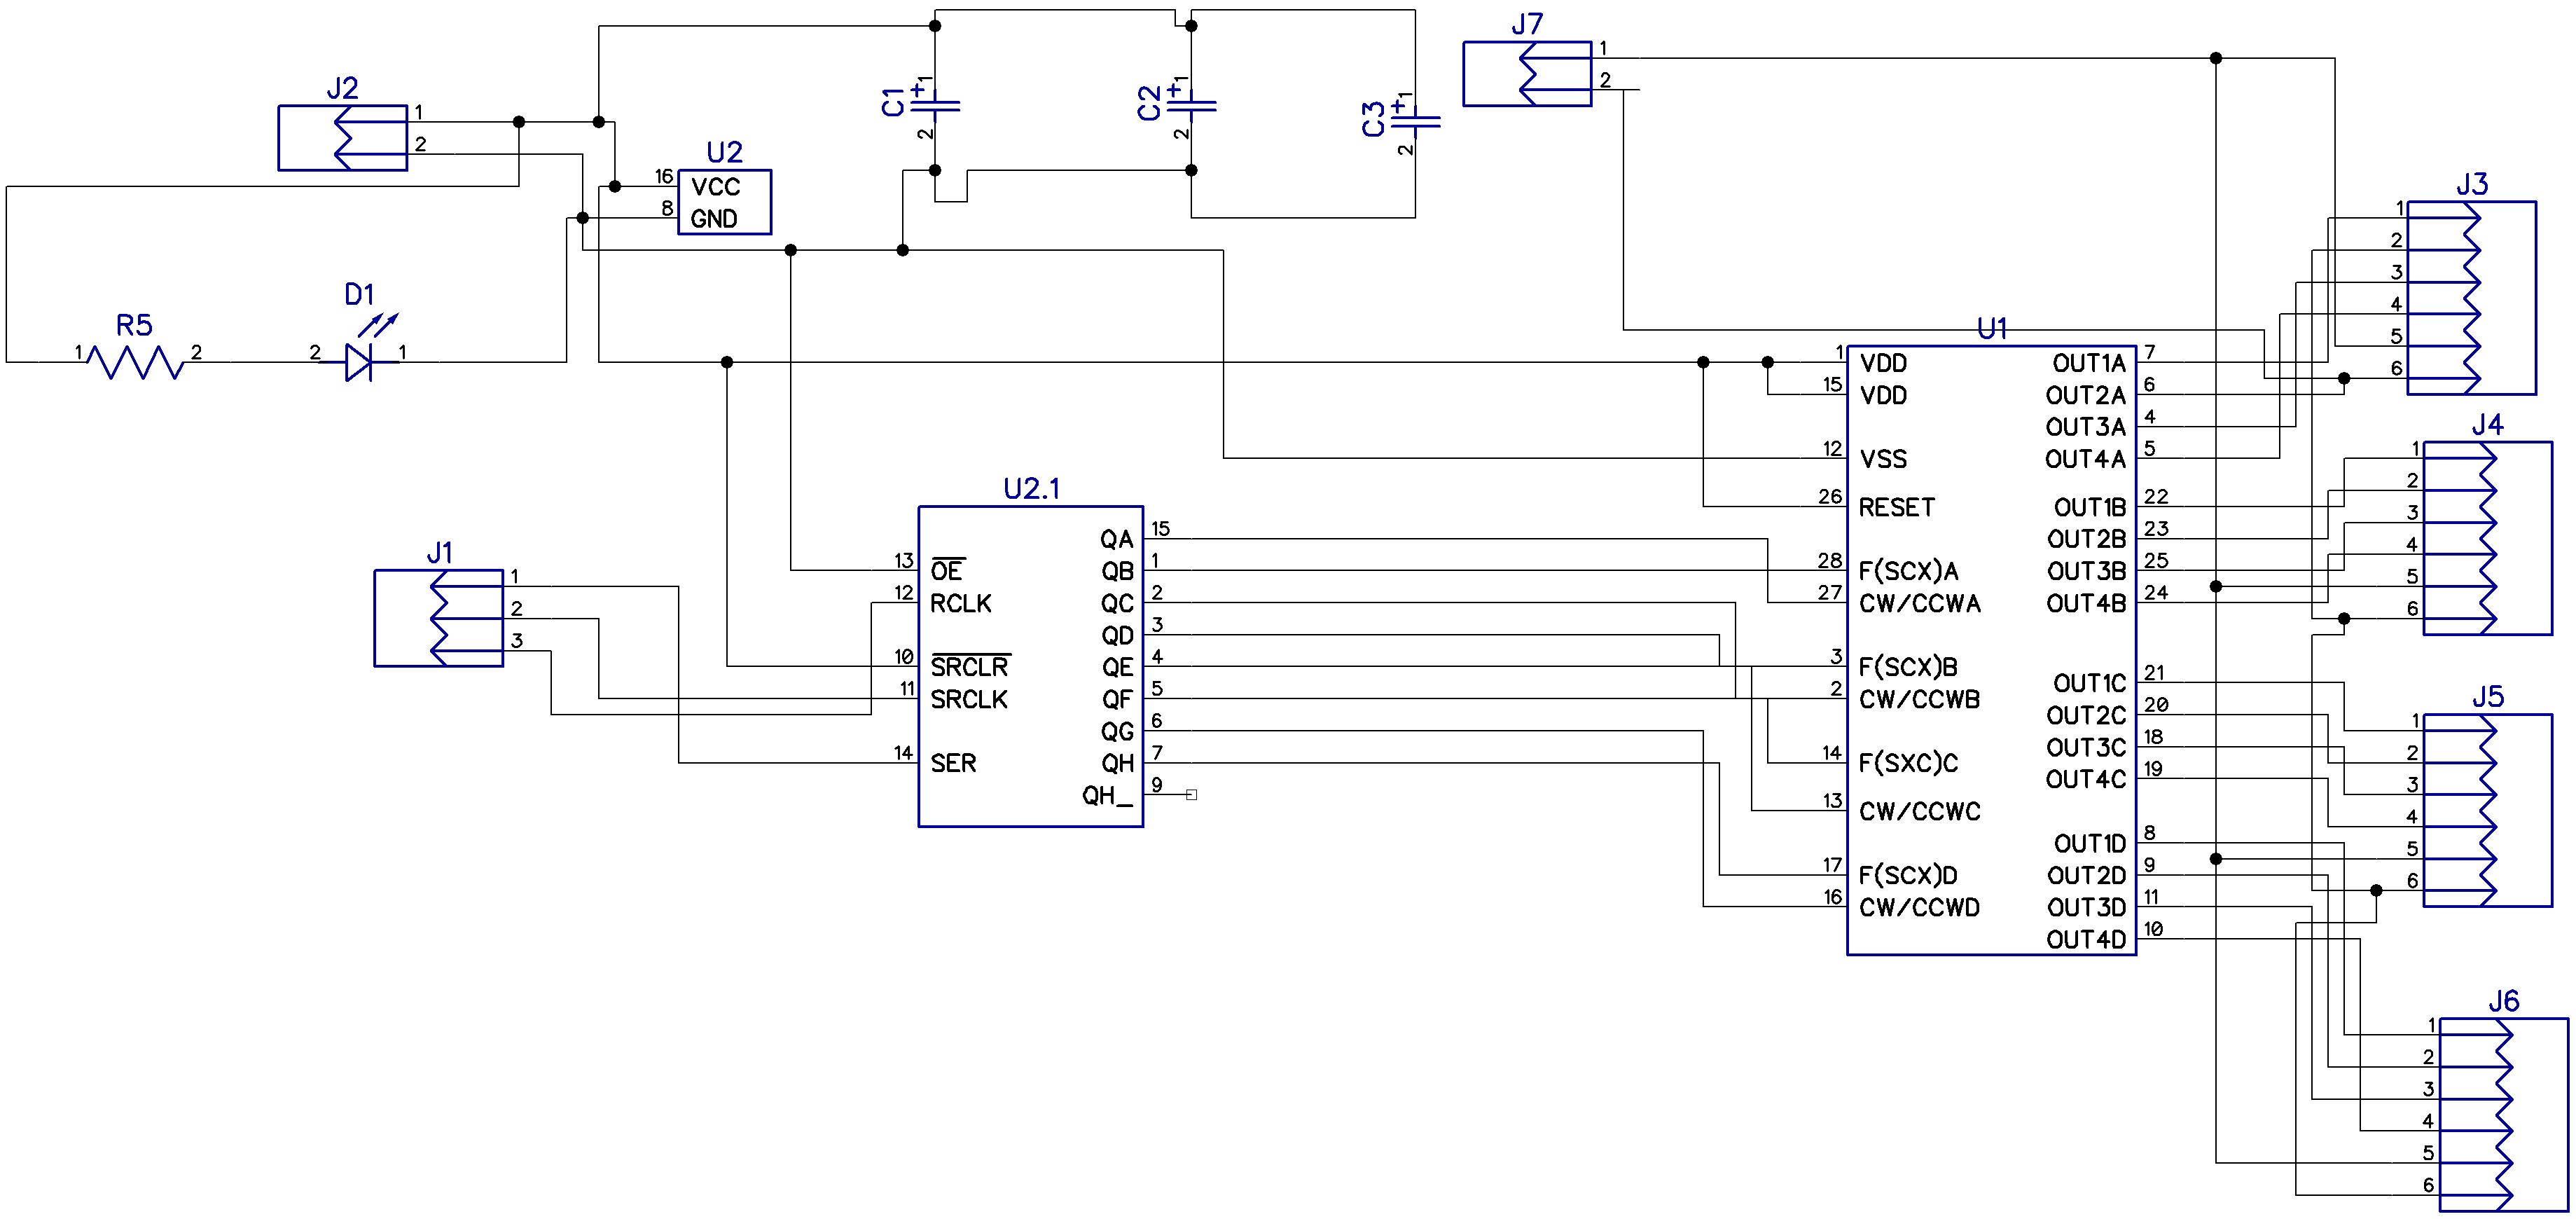 J2
1
2
U2
16 VCC
8 GND
C1
+ 1
2
C2
+ 1
2
C3
+ 1
2
J7
1
2
R5
1 2
D1
2 1
J1
1
2
3
U2.1
13 OE
12 RCLK
10 SRCLR
11 SRCLK
14 SER
QA 15
QB 1
QC 2
QD 3
QE 4
QF 5
QG 6
QH 7
QH_ 9
U1
1 VDD
15 VDD
12 VSS
26 RESET
28 F(SCX)A
27 CW/CCWA
3 F(SCX)B
2 CW/CCWB
14 F(SXC)C
13 CW/CCWC
17 F(SCX)D
16 CW/CCWD
OUT1A 7
OUT2A 6
OUT3A 4
OUT4A 5
OUT1B 22
OUT2B 23
OUT3B 25
OUT4B 24
OUT1C 21
OUT2C 20
OUT3C 18
OUT4C 19
OUT1D 8
OUT2D 9
OUT3D 11
OUT4D 10
J3
1
2
3
4
5
6
J4
1
2
3
4
5
6
J5
1
2
3
4
5
6
J6
1
2
3
4
5
6